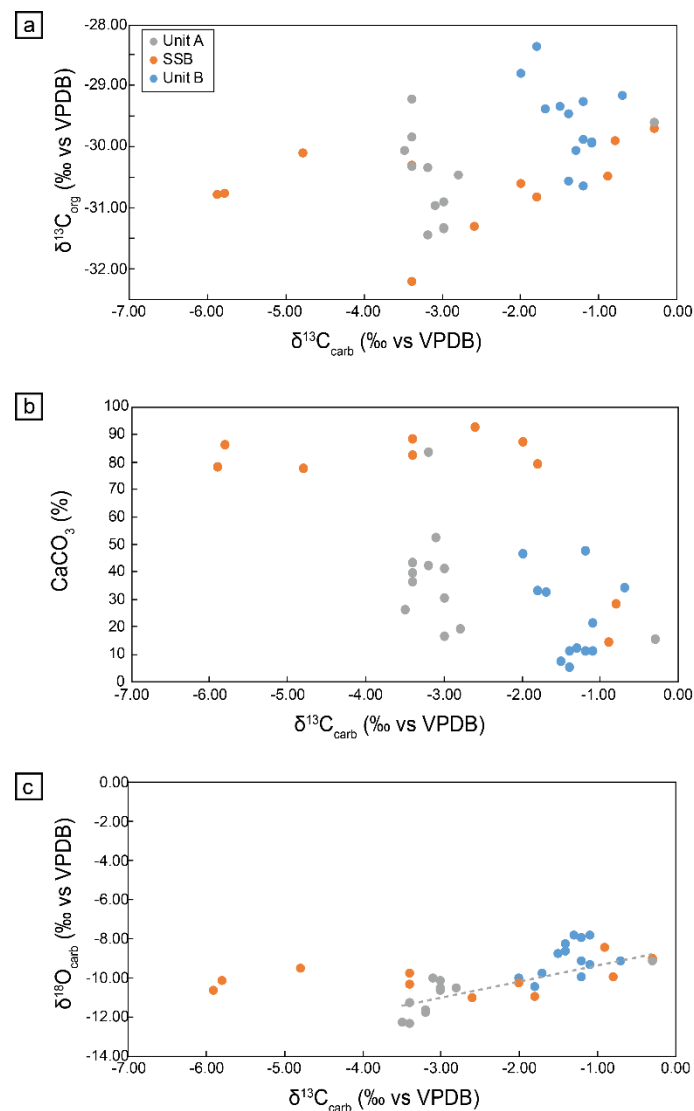 a
-28.00
-29.00
-30.00
-31.00
-32.00
δ¹³C_org (‰ vs VPDB)
Unit A
SSB
Unit B
-7.00 -6.00 -5.00 -4.00 -3.00 -2.00 -1.00 0.00
δ¹³C_carb (‰ vs VPDB)
b
100
90
80
70
60
50
40
30
20
10
0
CaCO₃ (%)
-7.00 -6.00 -5.00 -4.00 -3.00 -2.00 -1.00 0.00
δ¹³C_carb (‰ vs VPDB)
c
0.00
-2.00
-4.00
-6.00
-8.00
-10.00
-12.00
-14.00
δ¹⁸O_carb (‰ vs VPDB)
-7.00 -6.00 -5.00 -4.00 -3.00 -2.00 -1.00 0.00
δ¹³C_carb (‰ vs VPDB)